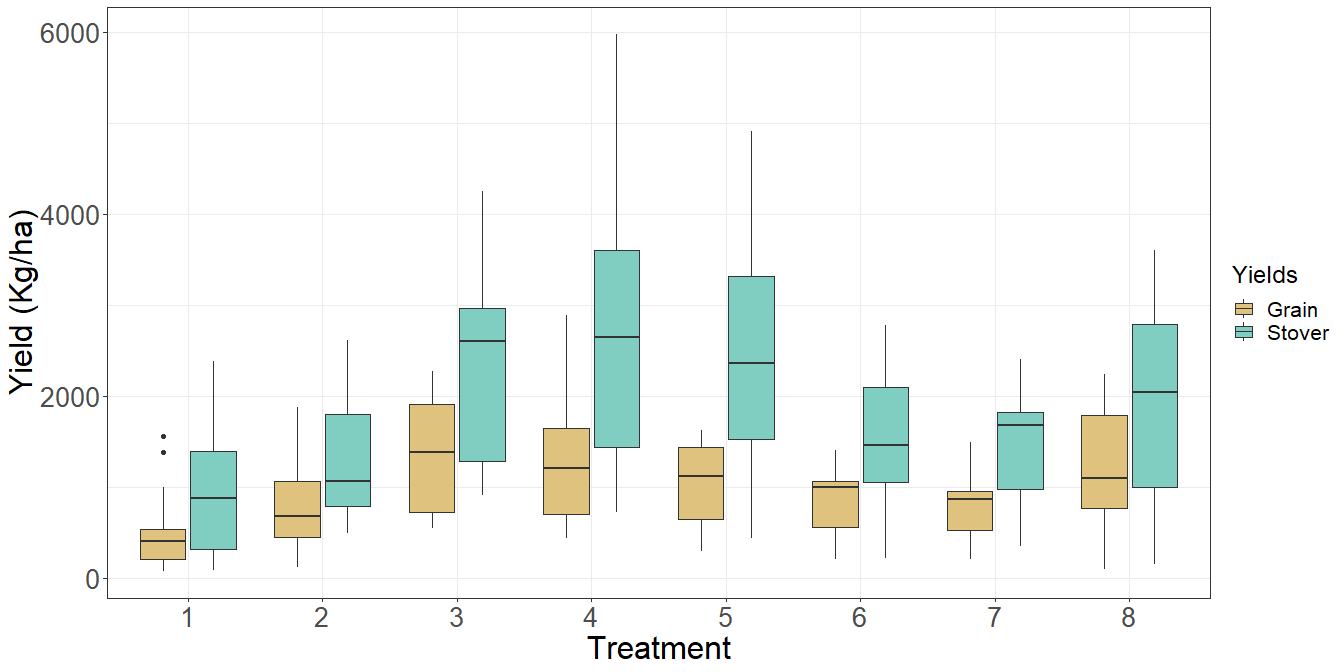 6000
4000
2000
0
Yield (Kg/ha)
1 2 3 4 5 6 7 8
Treatment
Yields
Grain
Stover